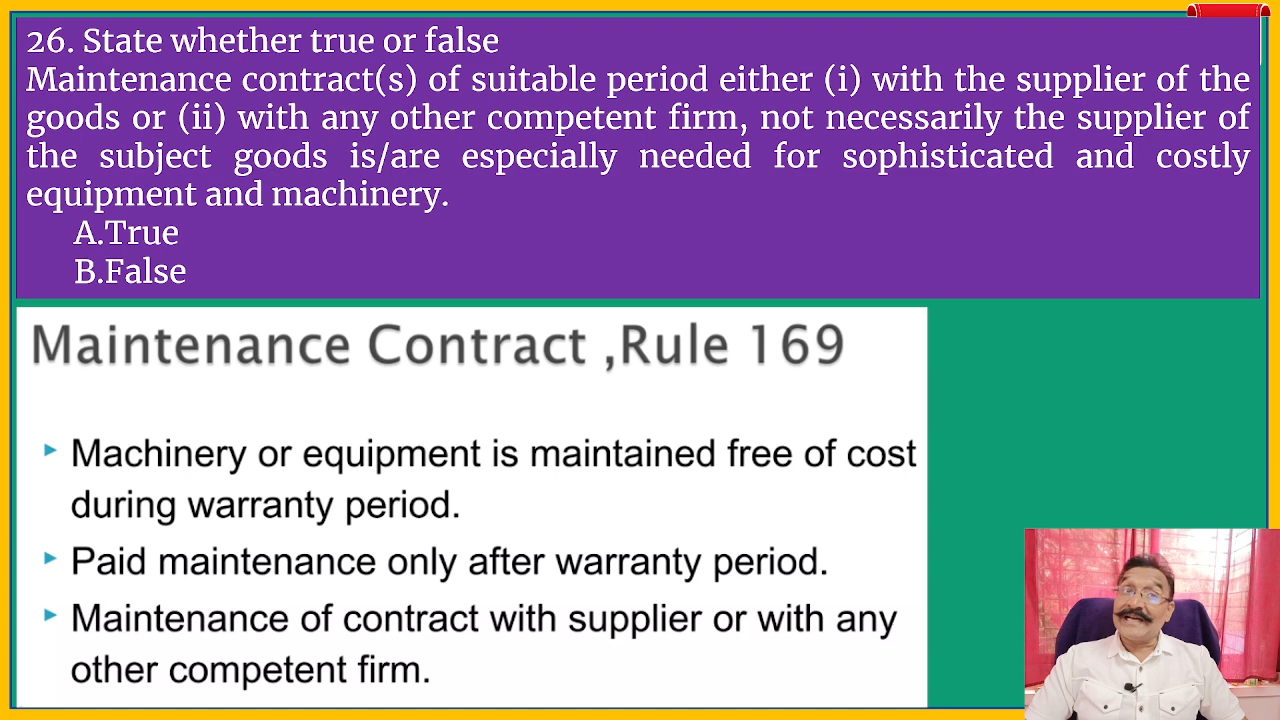 26. State whether true or false
Maintenance contract(s) of suitable period either (i) with the supplier of the
goods or (ii) with any other competent firm, not necessarily the supplier of
the subject goods is/are especially needed for sophisticated and costly
equipment and machinery.
A.True
B.False
Maintenance Contract ,Rule 169
Machinery or equipment is maintained free of cost
during warranty period.
Paid maintenance only after warranty period.
Maintenance of contract with supplier or with any
other competent firm.